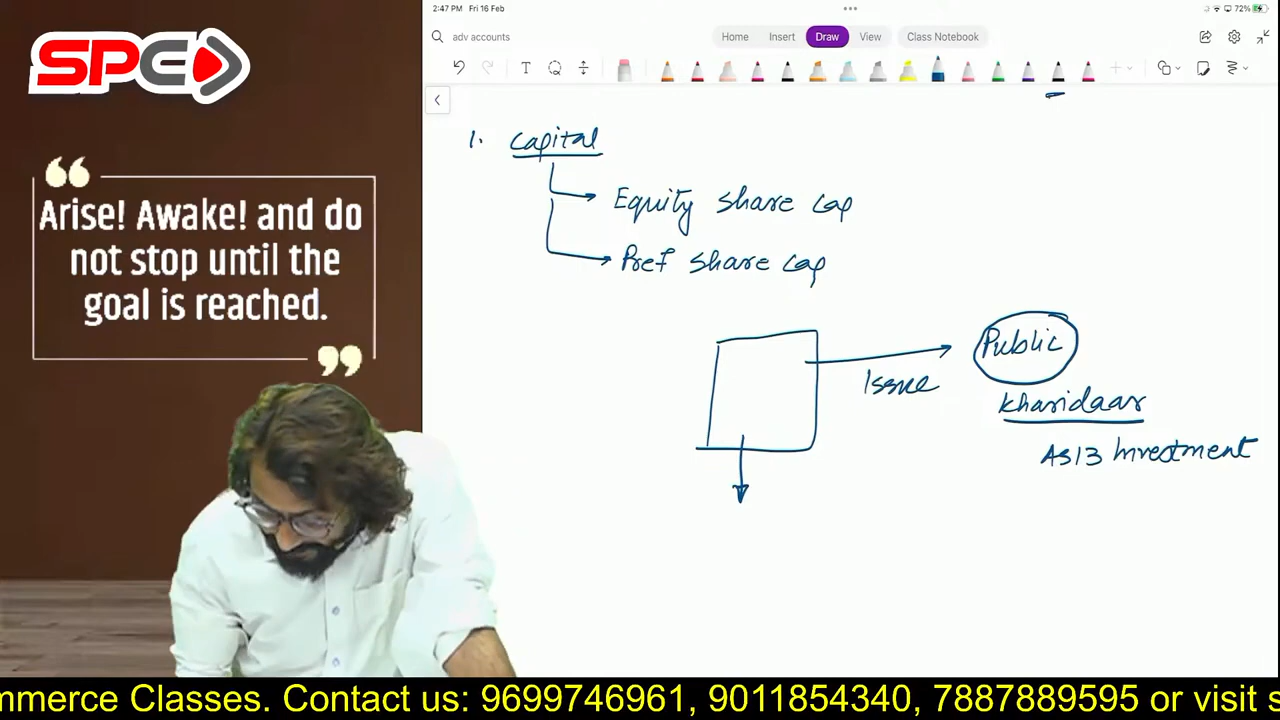 2:47 PM Fri 16 Feb
72%
SPED
adv accounts
Home Insert Draw View Class Notebook
“
Arise! Awake! and do
not stop until the
goal is reached.
”
1. Capital
Equity share cap
Pref share cap
Public
Issue
Kharidaar
AS13 Investment
mmerce Classes. Contact us: 9699746961, 9011854340, 7887889595 or visit s